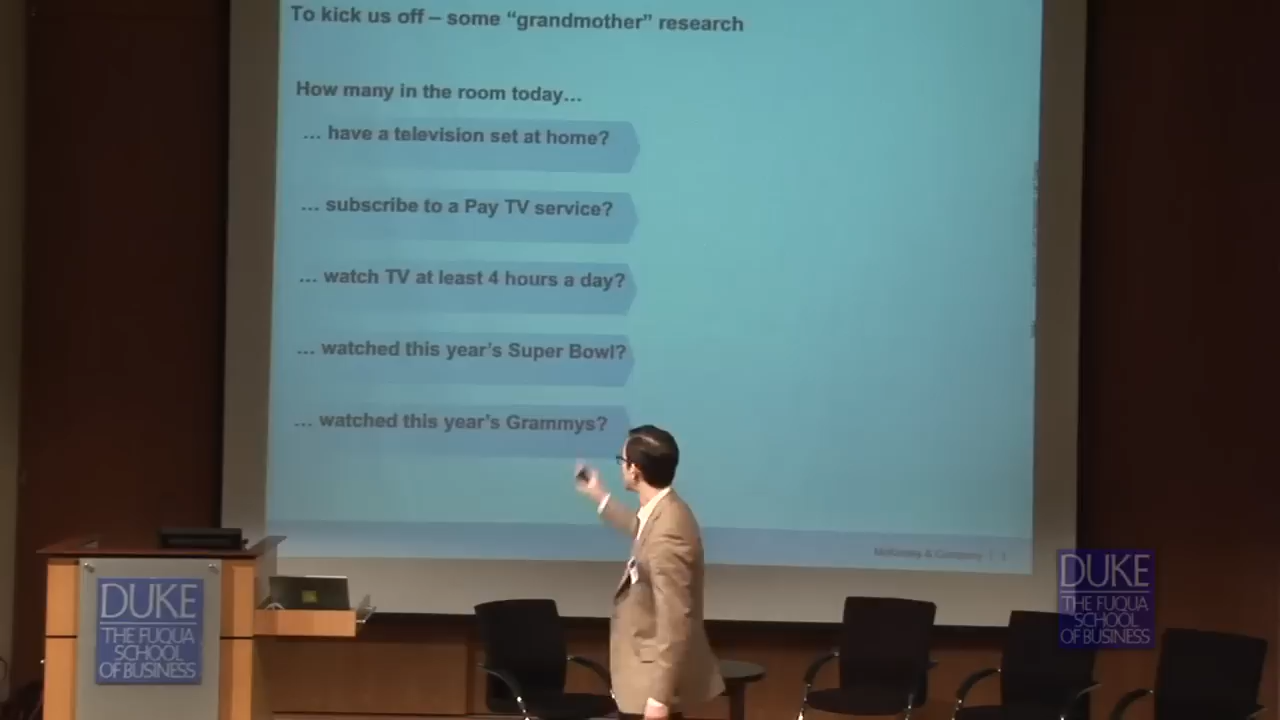 To kick us off – some “grandmother” research
How many in the room today…
… have a television set at home?
… subscribe to a Pay TV service?
… watch TV at least 4 hours a day?
… watched this year’s Super Bowl?
… watched this year’s Grammys?
McKinsey & Company
DUKE
THE FUQUA
SCHOOL
OF BUSINESS
DUKE
THE FUQUA
SCHOOL
OF BUSINESS